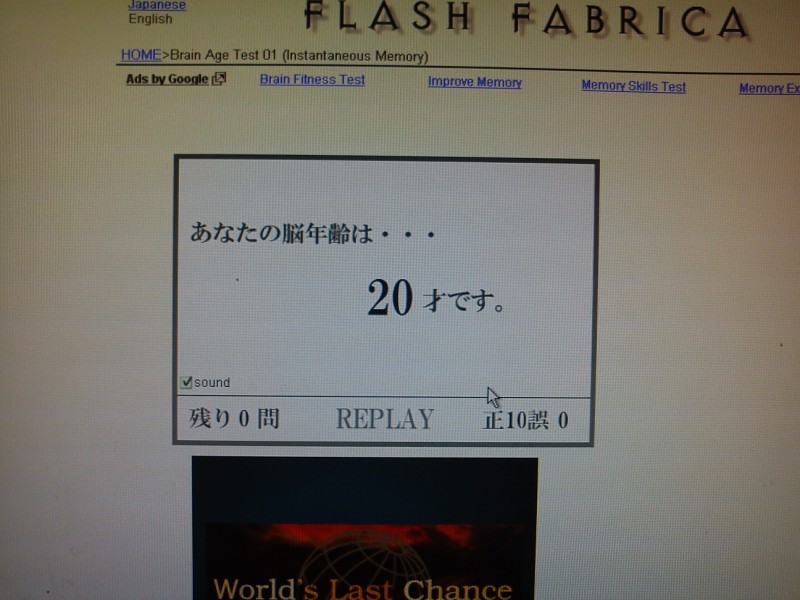 Japanese
English
FLASH FABRICA
HOME>Brain Age Test 01 (Instantaneous Memory)
Ads by Google Brain Fitness Test Improve Memory Memory Skills Test Memory Ex
あなたの脳年齢は・・・
20才です。
sound
残り 0 問 REPLAY 正10誤 0
World's Last Chance